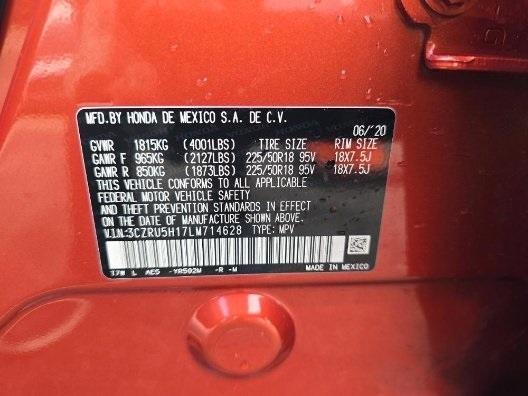 MFD.BY HONDA DE MEXICO S.A. DE C.V.
06/'20
GVWR 1815KG (4001LBS) TIRE SIZE RIM SIZE
GAWR F 965KG (2127LBS) 225/50R18 95V 18X7.5J
GAWR R 850KG (1873LBS) 225/50R18 95V 18X7.5J
THIS VEHICLE CONFORMS TO ALL APPLICABLE
FEDERAL MOTOR VEHICLE SAFETY
AND THEFT PREVENTION STANDARDS IN EFFECT
ON THE DATE OF MANUFACTURE SHOWN ABOVE.
V.I.N:3CZRU5H17LM714628 TYPE: MPV
17W L AES -YR592M -R -M MADE IN MEXICO